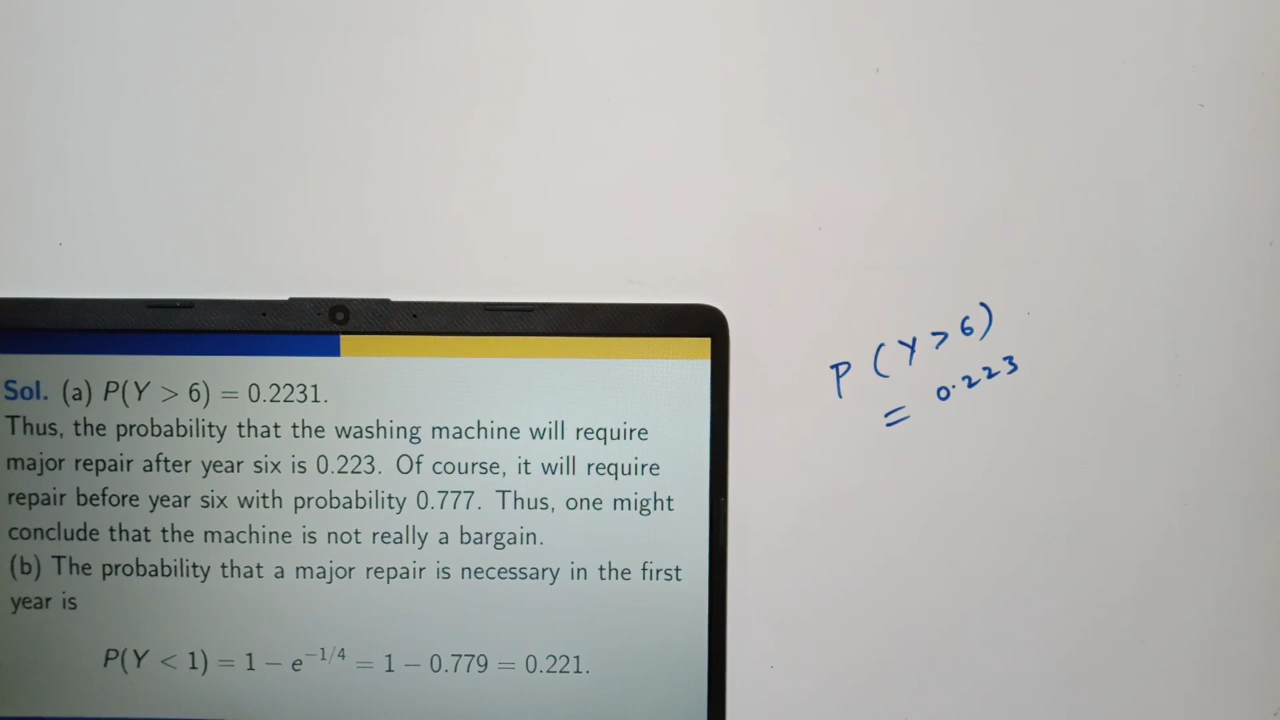 Sol. (a) P(Y > 6) = 0.2231.
Thus, the probability that the washing machine will require
major repair after year six is 0.223. Of course, it will require
repair before year six with probability 0.777. Thus, one might
conclude that the machine is not really a bargain.
(b) The probability that a major repair is necessary in the first
year is
P(Y < 1) = 1 − e^{−1/4} = 1 − 0.779 = 0.221.
P (Y > 6)
= 0.223